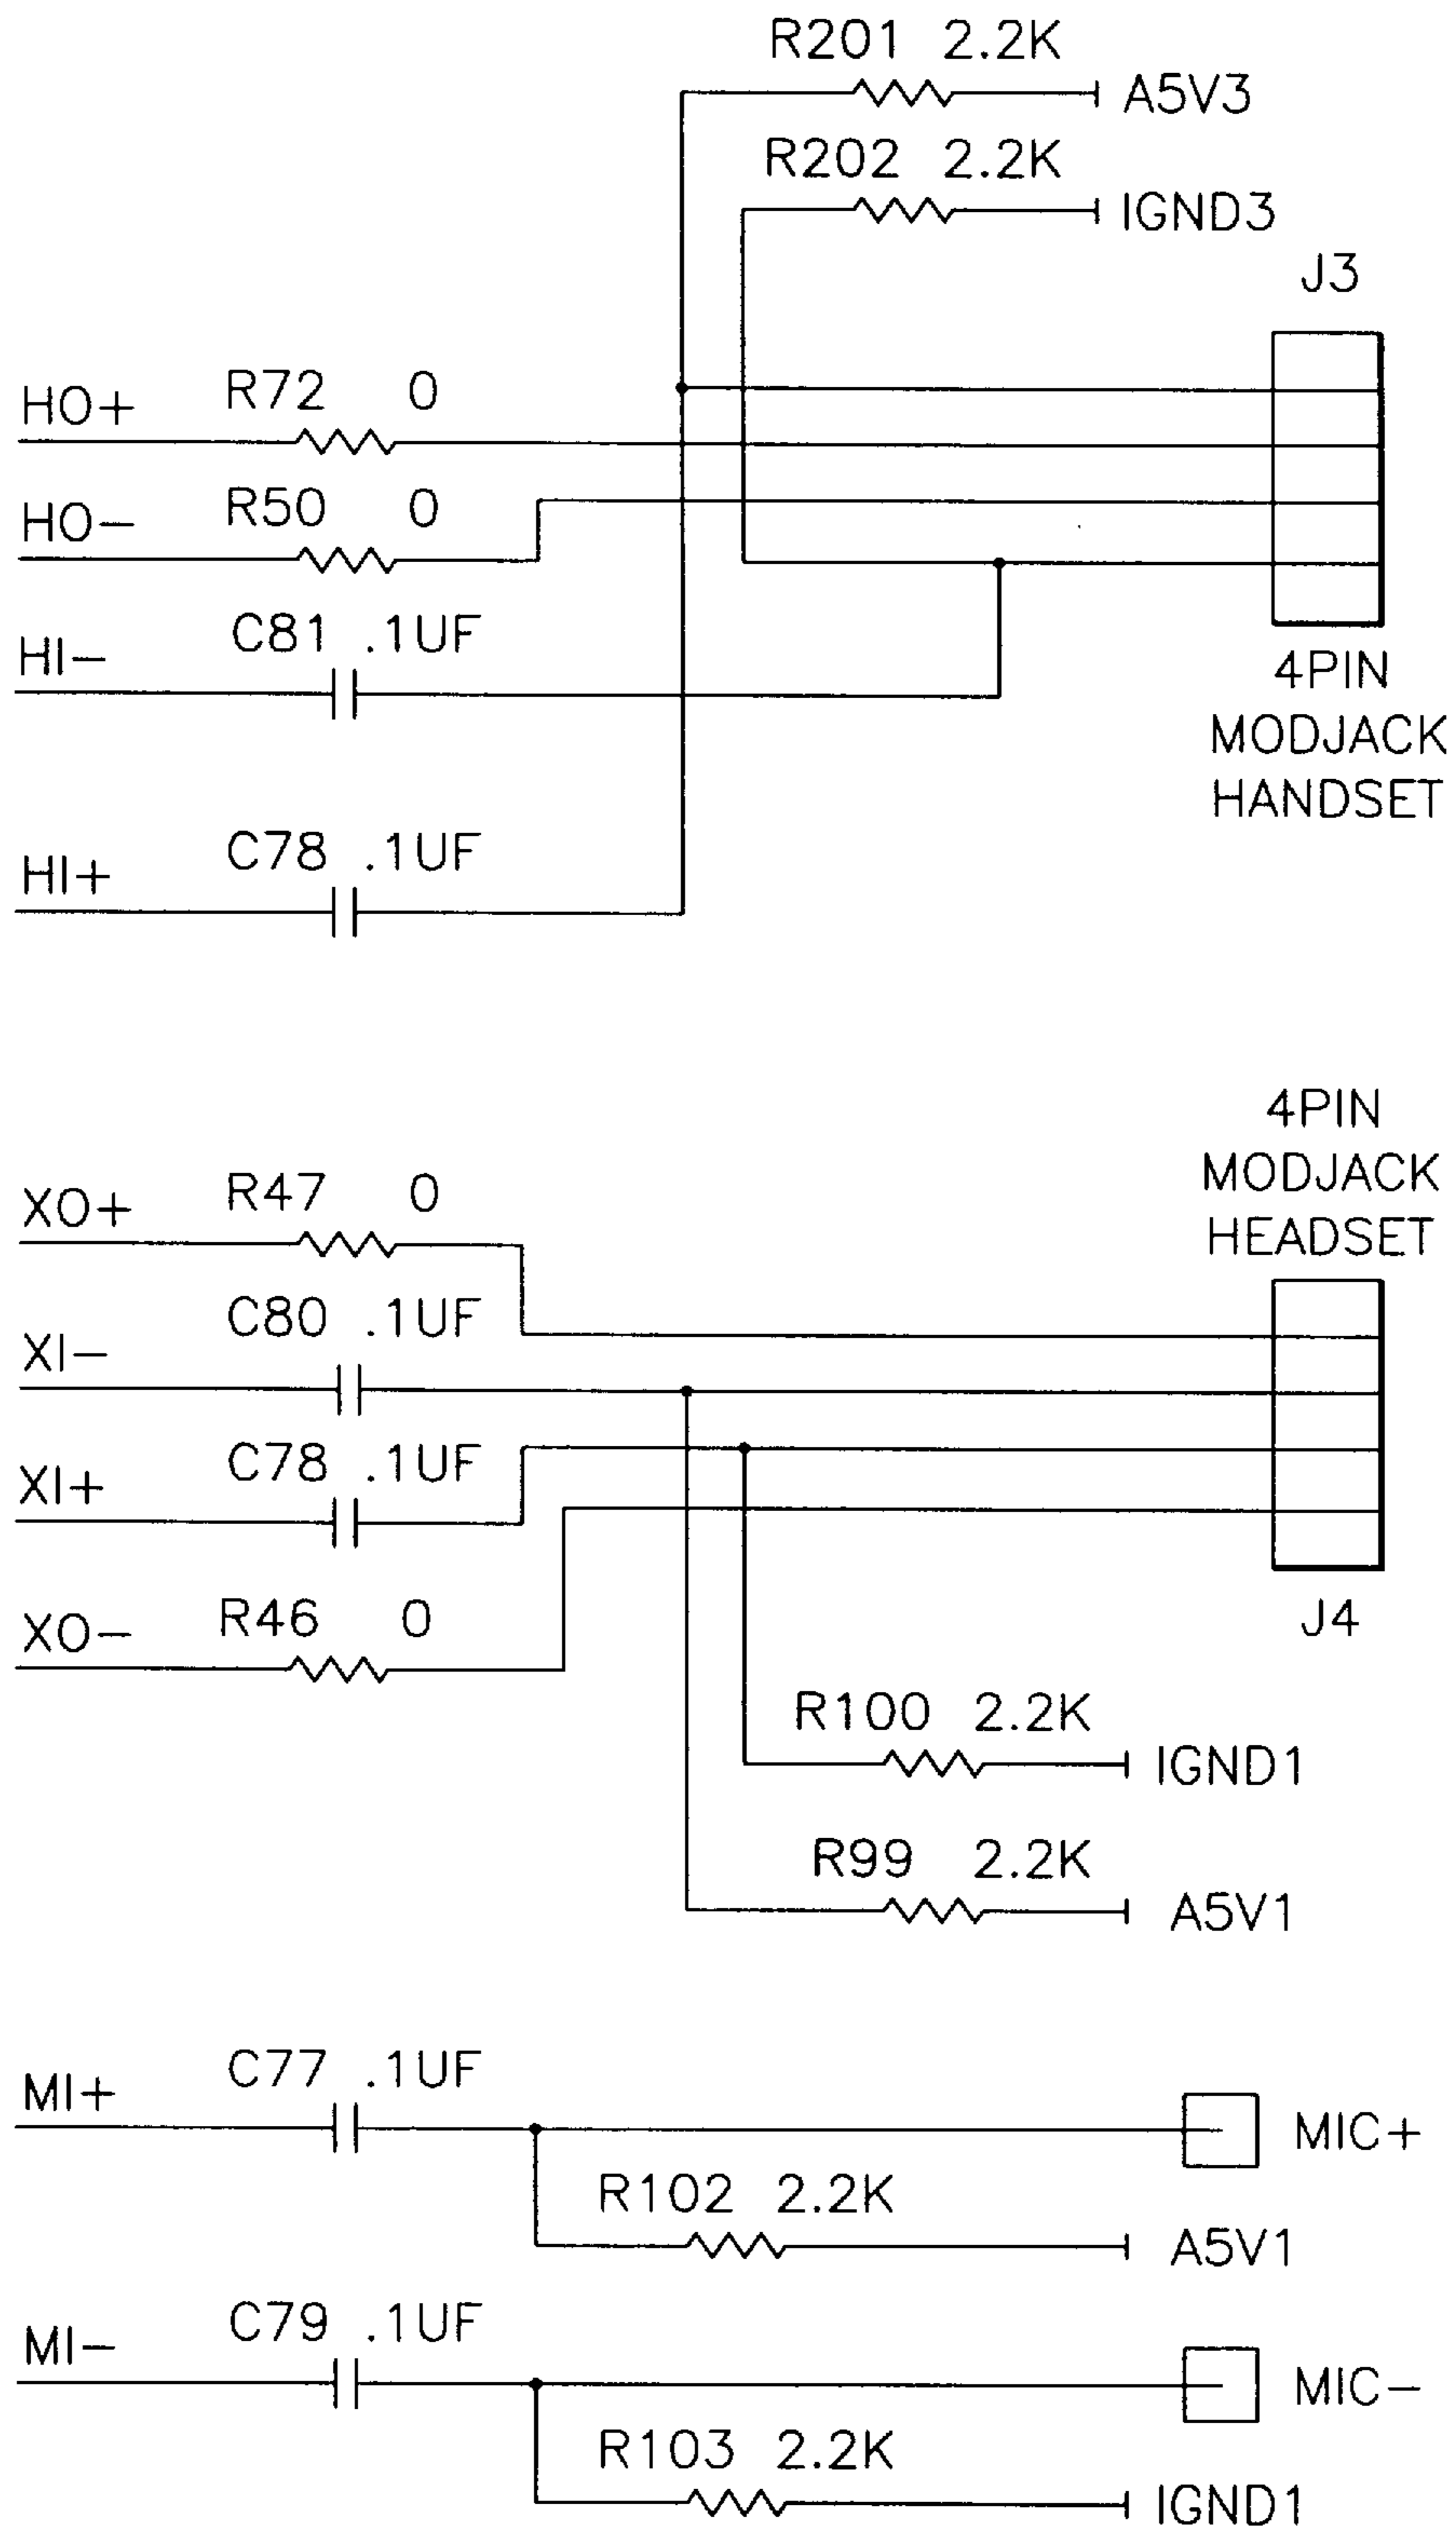 R201 2.2K
A5V3
R202 2.2K
IGND3
J3
HO+
R72 0
HO-
R50 0
HI-
C81 .1UF
4PIN
MODJACK
HANDSET
HI+
C78 .1UF
4PIN
MODJACK
HEADSET
XO+
R47 0
XI-
C80 .1UF
XI+
C78 .1UF
XO-
R46 0
J4
R100 2.2K
IGND1
R99 2.2K
A5V1
MI+
C77 .1UF
MIC+
R102 2.2K
A5V1
MI-
C79 .1UF
MIC-
R103 2.2K
IGND1